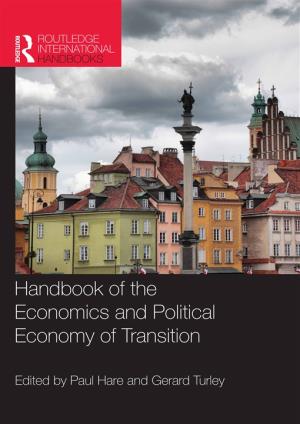 ROUTLEDGE
ROUTLEDGE
INTERNATIONAL
HANDBOOKS
Handbook of the
Economics and Political
Economy of Transition
Edited by Paul Hare and Gerard Turley